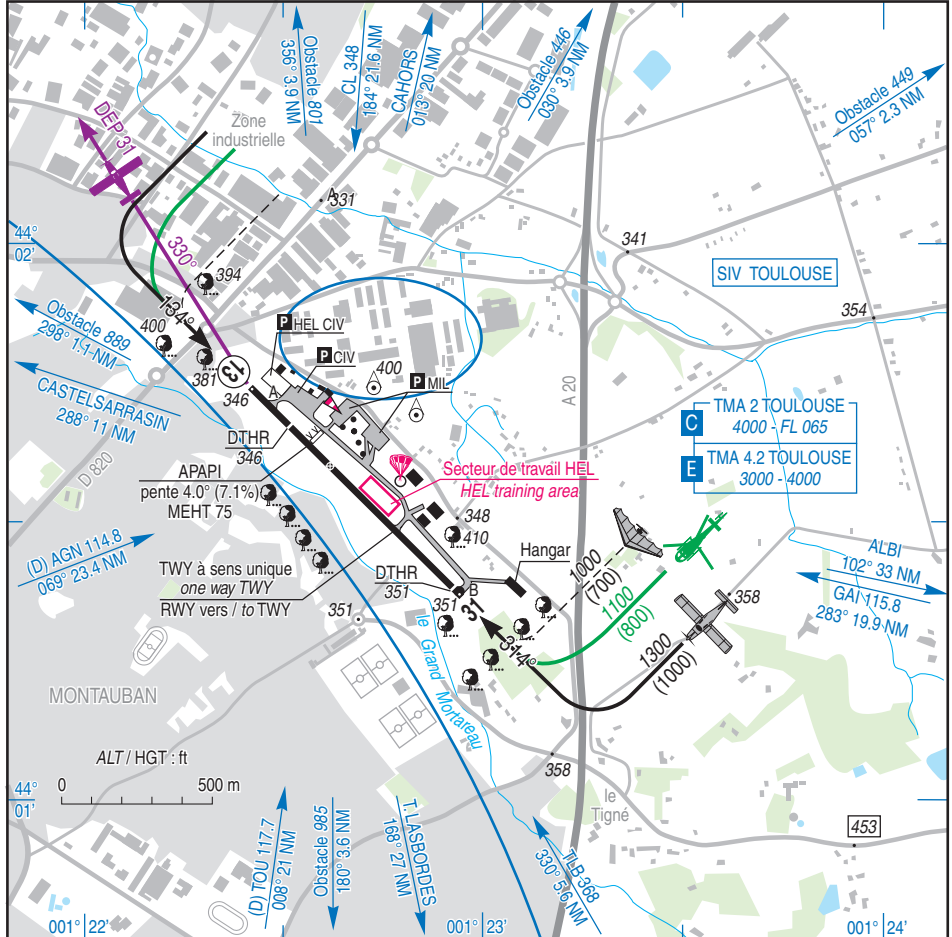 Obstacle 801
356° 3.9 NM
CL 348
184° 21.6 NM
CAHORS
013° 20 NM
Obstacle 446
030° 3.9 NM
Obstacle 449
057° 2.3 NM
DEP 31
Zone
industrielle
A
331
44°
02'
330°
394
341
SIV TOULOUSE
354
134°
400
Obstacle 889
298° 1.1 NM
P HEL CIV
P CIV
400
P MIL
381
13
346
A
CASTELSARRASIN
288° 11 NM
A 20
C
TMA 2 TOULOUSE
4000 - FL 065
E
TMA 4.2 TOULOUSE
3000 - 4000
D 820
DTHR
346
APAPI
pente 4.0° (7.1%)
MEHT 75
Secteur de travail HEL
HEL training area
348
410
(D) AGN 114.8
069° 23.4 NM
TWY à sens unique
one way TWY
RWY vers / to TWY
DTHR
351
351
B
Hangar
31
1000
(700)
1100
(800)
ALBI
102° 33 NM
GAI 115.8
283° 19.9 NM
358
351
314°
1300
(1000)
le Grand Mortareau
MONTAUBAN
ALT / HGT : ft
0 500 m
358
44°
01'
le
Tigné
453
(D) TOU 117.7
008° 21 NM
Obstacle 985
180° 3.6 NM
T. LASBORDES
168° 27 NM
TLB 368
330° 5.6 NM
001° 22'
001° 23'
001° 24'